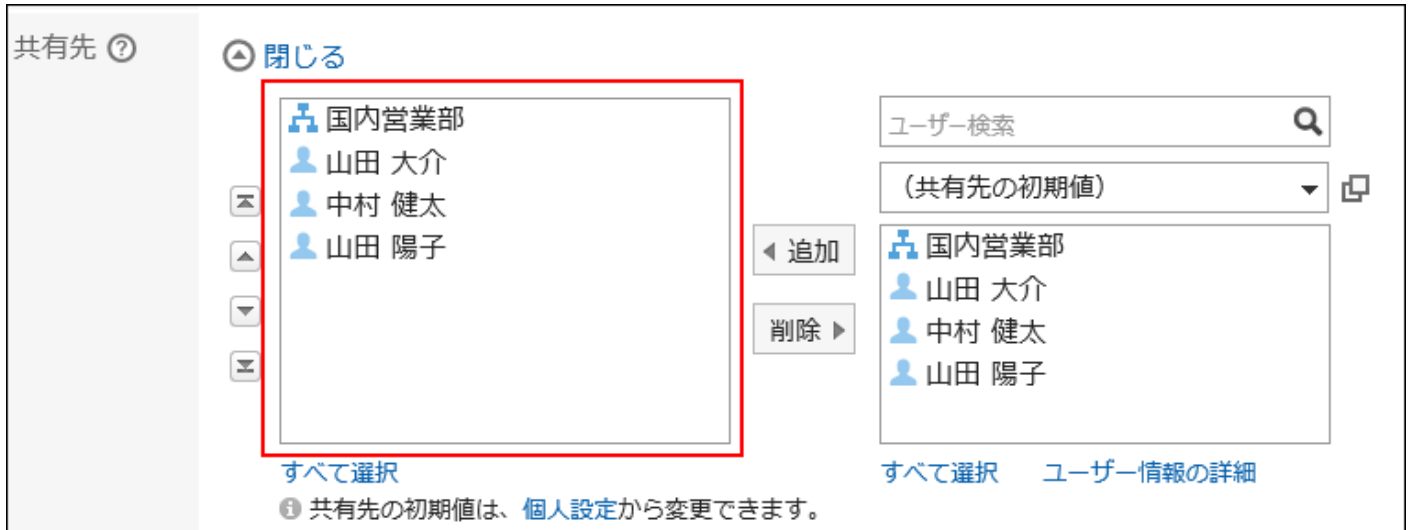 共有先
閉じる
国内営業部
山田 大介
中村 健太
山田 陽子
すべて選択
共有先の初期値は、個人設定から変更できます。
追加
削除
ユーザー検索
（共有先の初期値）
国内営業部
山田 大介
中村 健太
山田 陽子
すべて選択 ユーザー情報の詳細